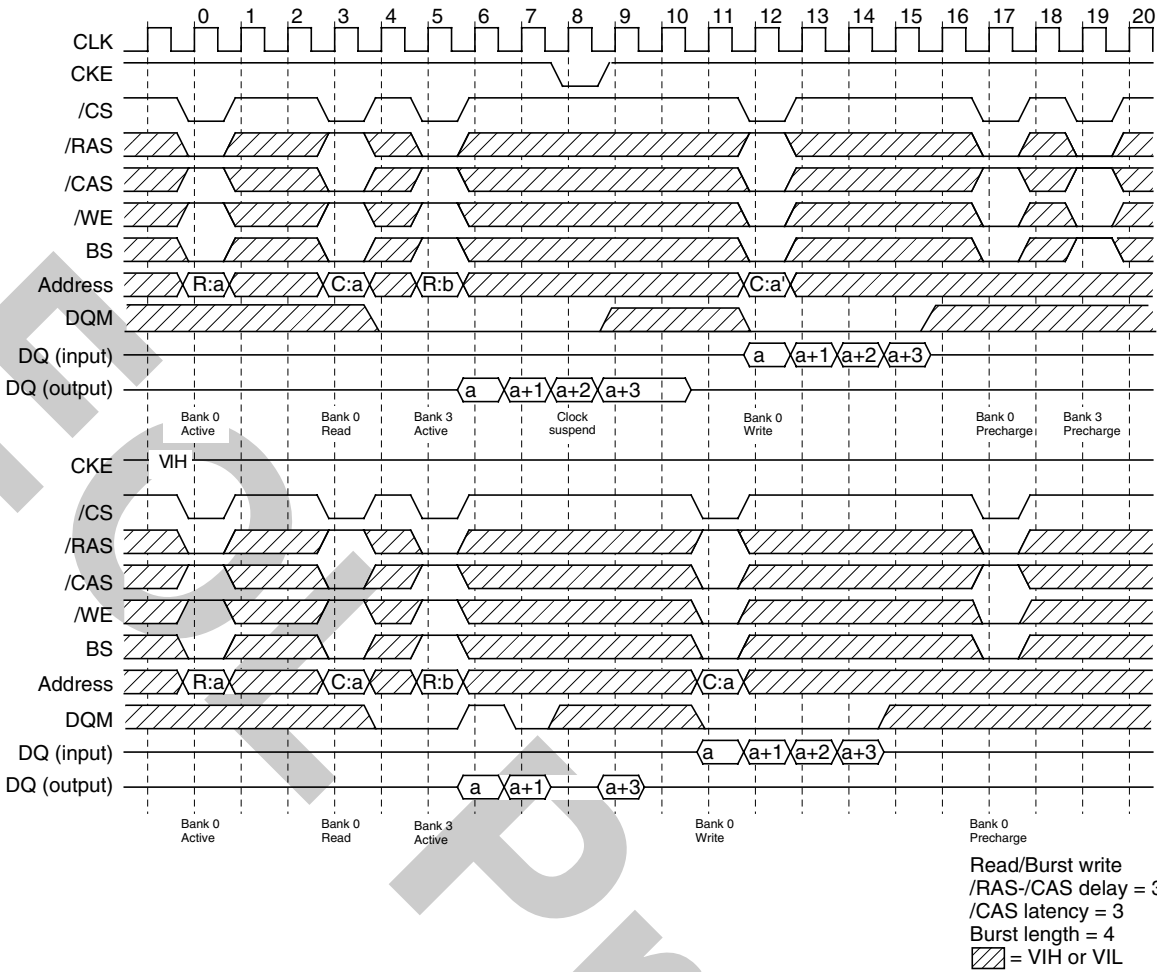 0 1 2 3 4 5 6 7 8 9 10 11 12 13 14 15 16 17 18 19 20
CLK
CKE
/CS
/RAS
/CAS
/WE
BS
Address R:a C:a R:b C:a'
DQM
DQ (input) a a+1 a+2 a+3
DQ (output) a a+1 a+2 a+3
Bank 0 Bank 0 Bank 3 Clock Bank 0 Bank 0 Bank 3
Active Read Active suspend Write Precharge Precharge
CKE VIH
/CS
/RAS
/CAS
/WE
BS
Address R:a C:a R:b C:a
DQM
DQ (input) a a+1 a+2 a+3
DQ (output) a a+1 a+3
Bank 0 Bank 0 Bank 3 Bank 0 Bank 0
Active Read Active Write Precharge
Read/Burst write
/RAS-/CAS delay = 3
/CAS latency = 3
Burst length = 4
= VIH or VIL